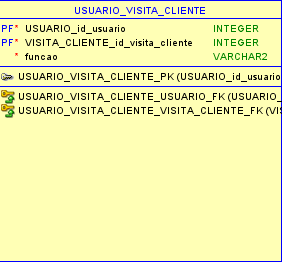 USUARIO_VISITA_CLIENTE
PF* USUARIO_id_usuario INTEGER
PF* VISITA_CLIENTE_id_visita_cliente INTEGER
* funcao VARCHAR2
USUARIO_VISITA_CLIENTE_PK (USUARIO_id_usuario
USUARIO_VISITA_CLIENTE_USUARIO_FK (USUARIO_
USUARIO_VISITA_CLIENTE_VISITA_CLIENTE_FK (VIS